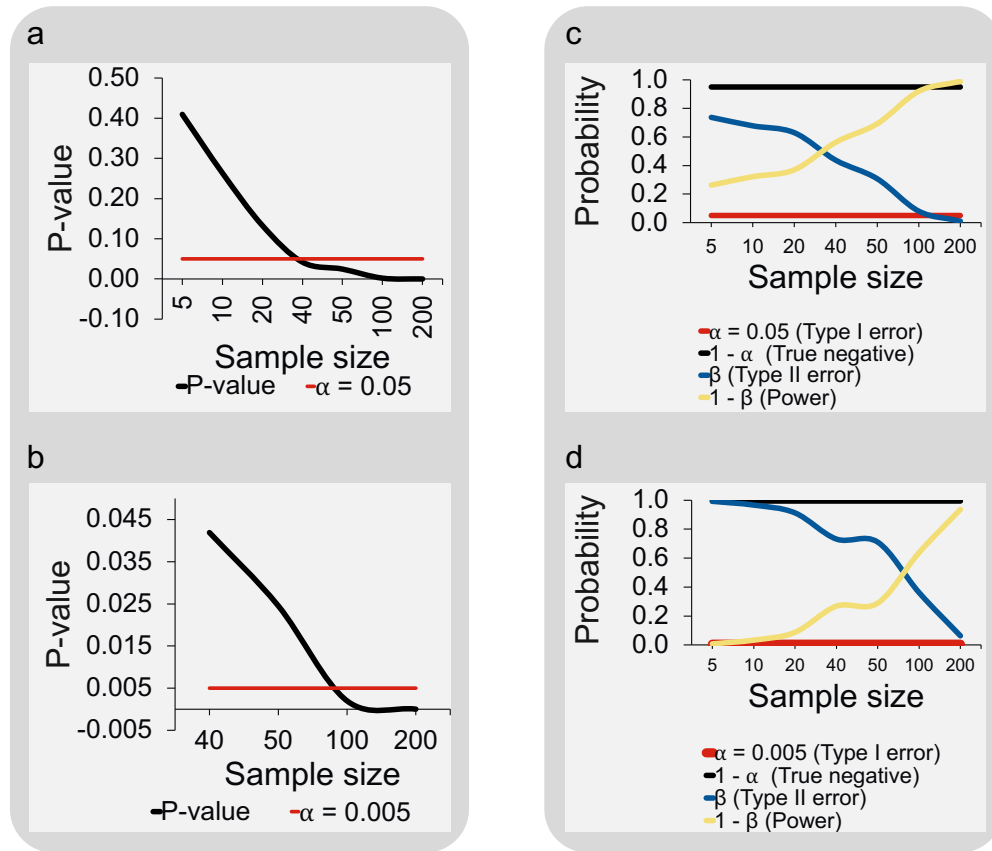 a
0.50
0.40
0.30
0.20
0.10
0.00
-0.10
P-value
5 10 20 40 50 100 200
Sample size
P-value α = 0.05
b
0.045
0.025
0.005
-0.005
P-value
40 50 100 200
Sample size
P-value α = 0.005
c
1.0
0.8
0.6
0.4
0.2
0.0
Probability
5 10 20 40 50 100 200
Sample size
α = 0.05 (Type I error)
1 - α (True negative)
β (Type II error)
1 - β (Power)
d
1.0
0.8
0.6
0.4
0.2
0.0
Probability
5 10 20 40 50 100 200
Sample size
α = 0.005 (Type I error)
1 - α (True negative)
β (Type II error)
1 - β (Power)